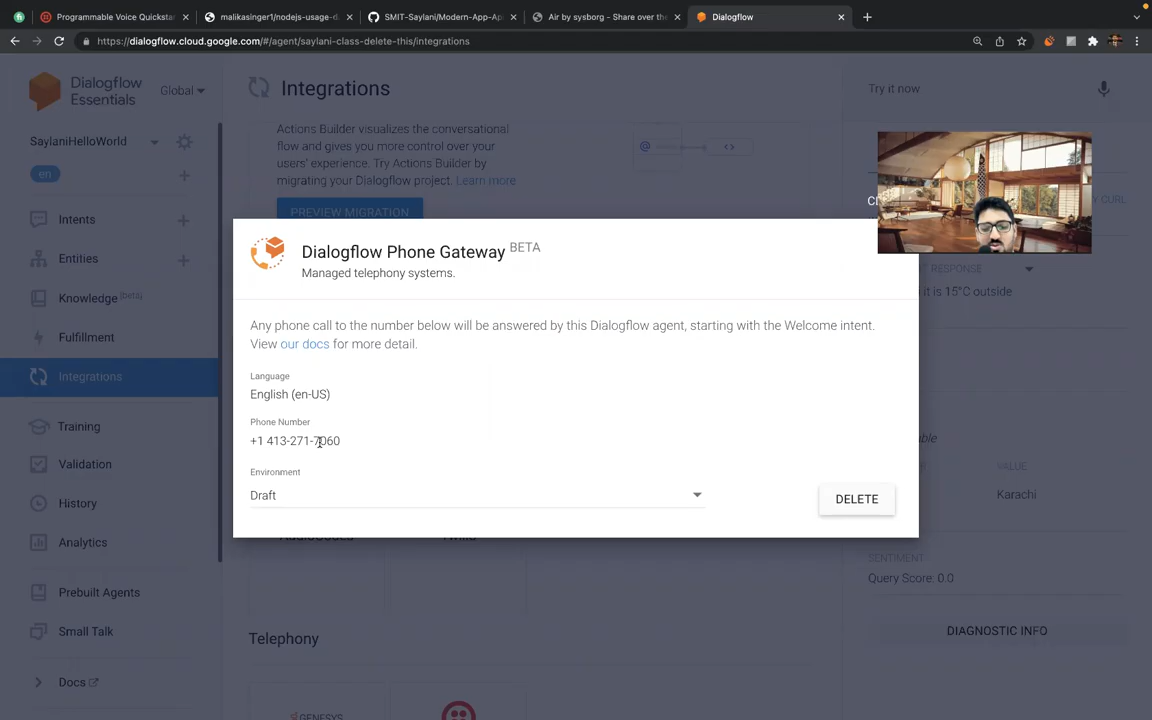 Programmable Voice Quickstar
malikasinger1/nodejs-usage-d
SMIT-Saylani/Modern-App-Ap
Air by sysborg - Share over the
Dialogflow
https://dialogflow.cloud.google.com/#/agent/saylani-class-delete-this/integrations
Dialogflow
Essentials
Global
Integrations
Try it now
SaylaniHelloWorld
en
Intents
Entities
Knowledge (beta)
Fulfillment
Integrations
Training
Validation
History
Analytics
Prebuilt Agents
Small Talk
Docs
Actions Builder visualizes the conversational
flow and gives you more control over your
users' experience. Try Actions Builder by
migrating your Dialogflow project. Learn more
PREVIEW MIGRATION
Dialogflow Phone Gateway BETA
Managed telephony systems.
Any phone call to the number below will be answered by this Dialogflow agent, starting with the Welcome intent.
View our docs for more detail.
Language
English (en-US)
Phone Number
+1 413-271-7060
Environment
Draft
DELETE
Telephony
GENESYS
Y CURL
RESPONSE
it is 15°C outside
VALUE
Karachi
SENTIMENT
Query Score: 0.0
DIAGNOSTIC INFO